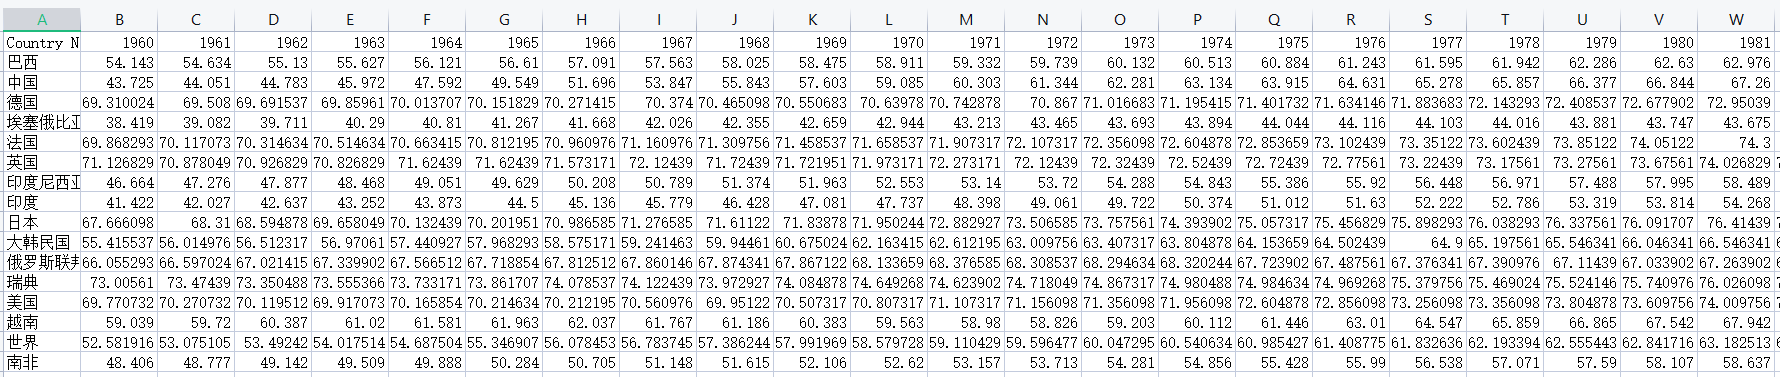 A B C D E F G H I J K L M N O P Q R S T U V W
Country N 1960 1961 1962 1963 1964 1965 1966 1967 1968 1969 1970 1971 1972 1973 1974 1975 1976 1977 1978 1979 1980 1981
巴西 54.143 54.634 55.13 55.627 56.121 56.61 57.091 57.563 58.025 58.475 58.911 59.332 59.739 60.132 60.513 60.884 61.243 61.595 61.942 62.286 62.63 62.976
中国 43.725 44.051 44.783 45.972 47.592 49.549 51.696 53.847 55.843 57.603 59.085 60.303 61.344 62.281 63.134 63.915 64.631 65.278 65.857 66.377 66.844 67.26
德国 69.310024 69.508 69.691537 69.85961 70.013707 70.151829 70.271415 70.374 70.465098 70.550683 70.63978 70.742878 70.867 71.016683 71.195415 71.401732 71.634146 71.883683 72.143293 72.408537 72.677902 72.95039
埃塞俄比亚 38.419 39.082 39.711 40.29 40.81 41.267 41.668 42.026 42.355 42.659 42.944 43.213 43.465 43.693 43.894 44.044 44.116 44.103 44.016 43.881 43.747 43.675
法国 69.868293 70.117073 70.314634 70.514634 70.663415 70.812195 70.960976 71.160976 71.309756 71.458537 71.658537 71.907317 72.107317 72.356098 72.604878 72.853659 73.102439 73.35122 73.602439 73.85122 74.05122 74.3
英国 71.126829 70.878049 70.926829 70.826829 71.62439 71.62439 71.573171 72.12439 71.72439 71.721951 71.973171 72.273171 72.12439 72.32439 72.52439 72.72439 72.77561 73.22439 73.17561 73.27561 73.67561 74.026829
印度尼西亚 46.664 47.276 47.877 48.468 49.051 49.629 50.208 50.789 51.374 51.963 52.553 53.14 53.72 54.288 54.843 55.386 55.92 56.448 56.971 57.488 57.995 58.489
印度 41.422 42.027 42.637 43.252 43.873 44.5 45.136 45.779 46.428 47.081 47.737 48.398 49.061 49.722 50.374 51.012 51.63 52.222 52.786 53.319 53.814 54.268
日本 67.666098 68.31 68.594878 69.658049 70.132439 70.201951 70.986585 71.276585 71.61122 71.83878 71.950244 72.882927 73.506585 73.757561 74.393902 75.057317 75.456829 75.898293 76.038293 76.337561 76.091707 76.41439
大韩民国 55.415537 56.014976 56.512317 56.97061 57.440927 57.968293 58.575171 59.241463 59.94461 60.675024 62.163415 62.612195 63.009756 63.407317 63.804878 64.153659 64.502439 64.9 65.197561 65.546341 66.046341 66.546341
俄罗斯联邦 66.055293 66.597024 67.021415 67.339902 67.566512 67.718854 67.812512 67.860146 67.874341 67.867122 68.133659 68.376585 68.308537 68.294634 68.320244 67.723902 67.487561 67.376341 67.390976 67.11439 67.033902 67.263902
瑞典 73.00561 73.47439 73.350488 73.555366 73.733171 73.861707 74.078537 74.122439 73.972927 74.084878 74.649268 74.623902 74.718049 74.867317 74.980488 74.984634 74.969268 75.379756 75.469024 75.524146 75.740976 76.026098
美国 69.770732 70.270732 70.119512 69.917073 70.165854 70.214634 70.212195 70.560976 69.95122 70.507317 70.807317 71.107317 71.156098 71.356098 71.956098 72.604878 72.856098 73.256098 73.356098 73.804878 73.609756 74.009756
越南 59.039 59.72 60.387 61.02 61.581 61.963 62.037 61.767 61.186 60.383 59.563 58.98 58.826 59.203 60.112 61.446 63.01 64.547 65.859 66.865 67.542 67.942
世界 52.581916 53.075105 53.49242 54.017514 54.687504 55.346907 56.078453 56.783745 57.386244 57.991969 58.579728 59.110429 59.596477 60.047295 60.540634 60.985427 61.408775 61.832636 62.193394 62.555443 62.841716 63.182513
南非 48.406 48.777 49.142 49.509 49.888 50.284 50.705 51.148 51.615 52.106 52.62 53.157 53.713 54.281 54.856 55.428 55.99 56.538 57.071 57.59 58.107 58.637